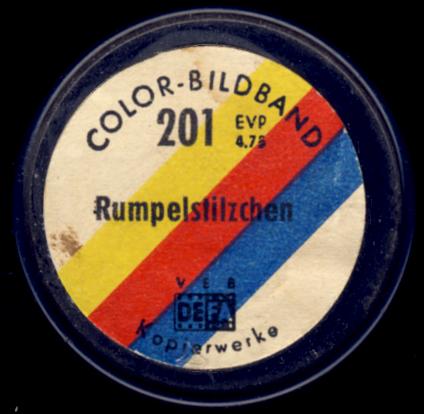 COLOR-BILDBAND
201 EVP
4.75
Rumpelstilzchen
VEB
DEFA
Kopierwerke